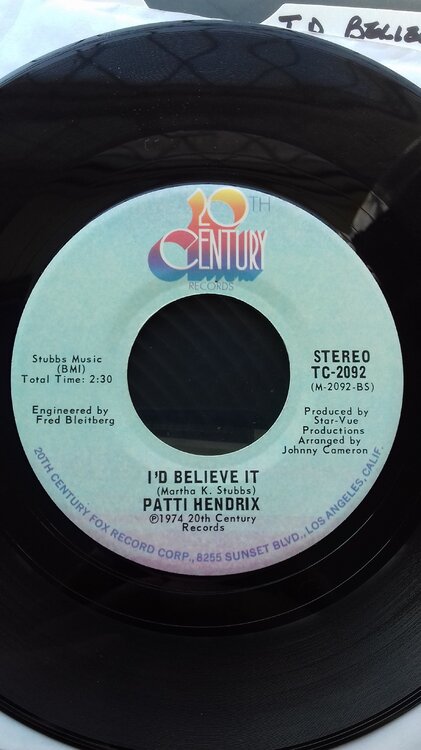 I'D BELIE
20TH
CENTURY
RECORDS
Stubbs Music
(BMI)
Total Time: 2:30
Engineered by
Fred Bleitberg
STEREO
TC-2092
(M-2092-BS)
Produced by
Star-Vue
Productions
Arranged by
Johnny Cameron
I'D BELIEVE IT
(Martha K. Stubbs)
PATTI HENDRIX
℗1974 20th Century
Records
20TH CENTURY FOX RECORD CORP., 8255 SUNSET BLVD., LOS ANGELES, CALIF.